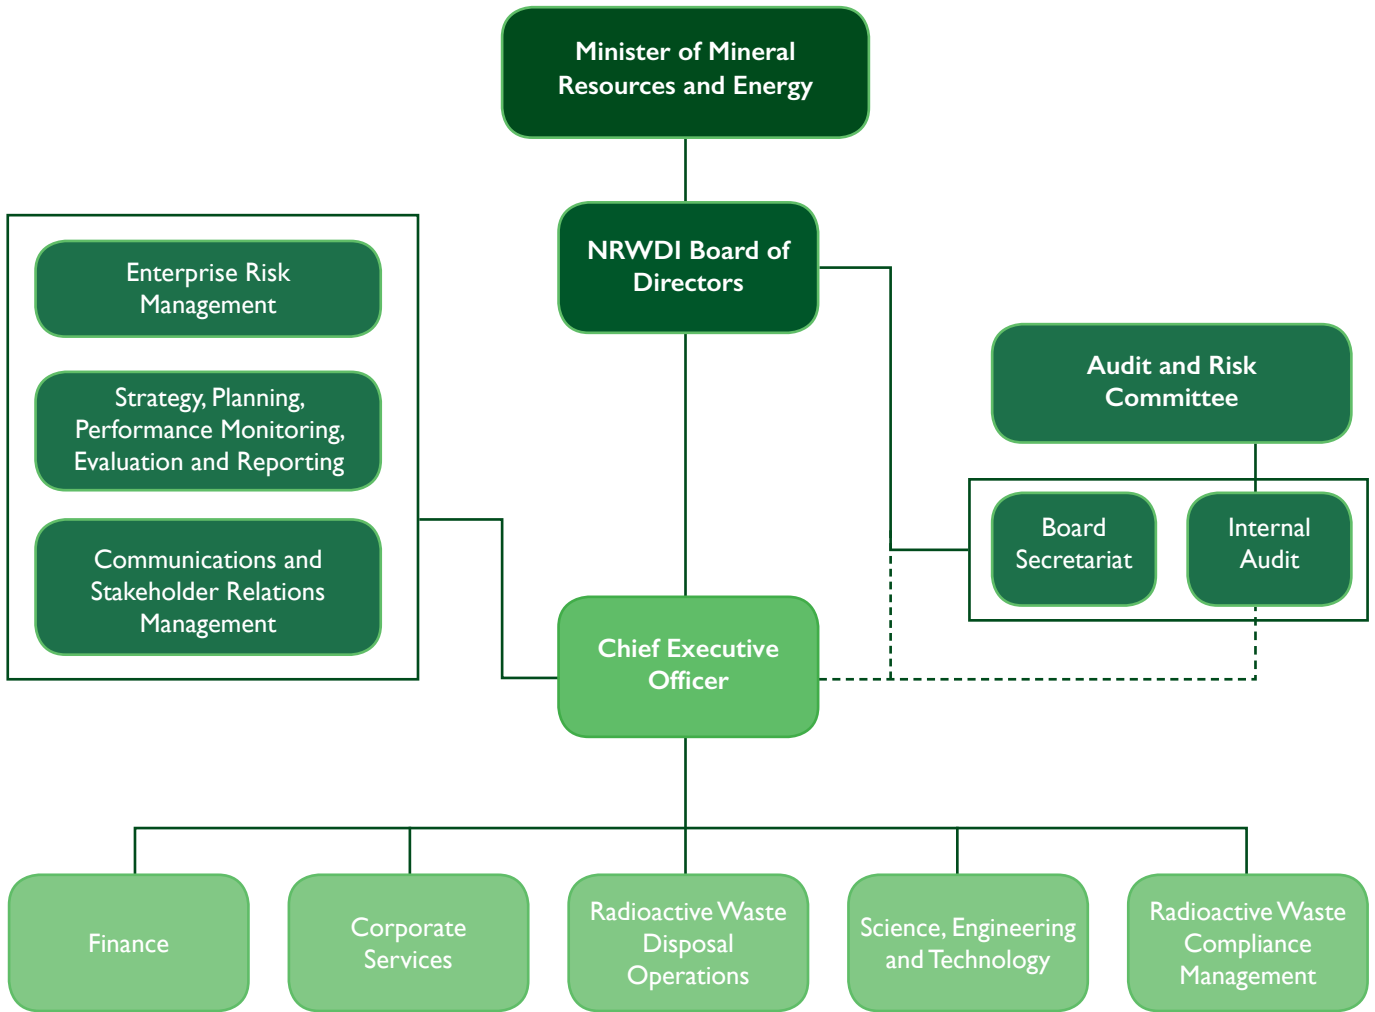 Minister of Mineral
Resources and Energy
NRWDI Board of
Directors
Enterprise Risk
Management
Strategy, Planning,
Performance Monitoring,
Evaluation and Reporting
Communications and
Stakeholder Relations
Management
Audit and Risk
Committee
Board
Secretariat
Internal
Audit
Chief Executive
Officer
Finance
Corporate
Services
Radioactive Waste
Disposal
Operations
Science, Engineering
and Technology
Radioactive Waste
Compliance
Management